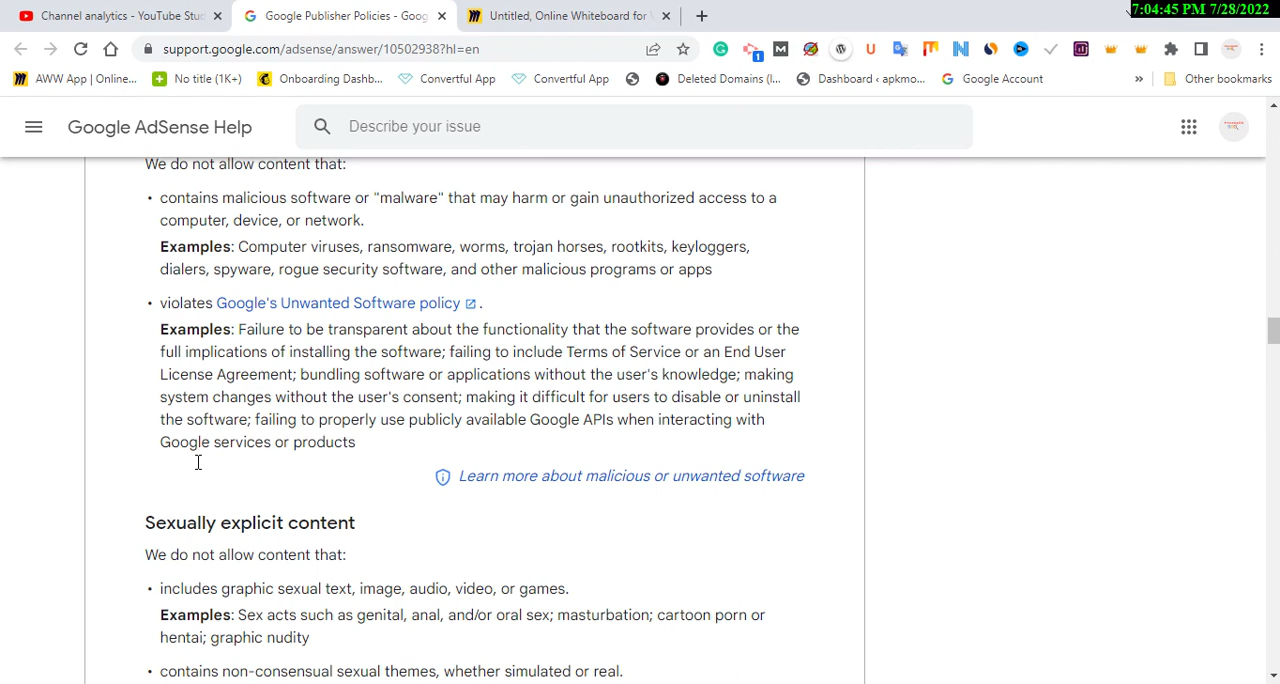 7:04:45 PM 7/28/2022
Channel analytics - YouTube Stud
Google Publisher Policies - Goog
Untitled, Online Whiteboard for V
support.google.com/adsense/answer/10502938?hl=en
AWW App | Online...
No title (1K+)
Onboarding Dashb...
Convertful App
Convertful App
Deleted Domains (I...
Dashboard ‹ apkmo...
Google Account
»
Other bookmarks
Google AdSense Help
Describe your issue
We do not allow content that:
• contains malicious software or "malware" that may harm or gain unauthorized access to a
computer, device, or network.
Examples: Computer viruses, ransomware, worms, trojan horses, rootkits, keyloggers,
dialers, spyware, rogue security software, and other malicious programs or apps
• violates Google's Unwanted Software policy .
Examples: Failure to be transparent about the functionality that the software provides or the
full implications of installing the software; failing to include Terms of Service or an End User
License Agreement; bundling software or applications without the user's knowledge; making
system changes without the user's consent; making it difficult for users to disable or uninstall
the software; failing to properly use publicly available Google APIs when interacting with
Google services or products
Learn more about malicious or unwanted software
Sexually explicit content
We do not allow content that:
• includes graphic sexual text, image, audio, video, or games.
Examples: Sex acts such as genital, anal, and/or oral sex; masturbation; cartoon porn or
hentai; graphic nudity
• contains non-consensual sexual themes, whether simulated or real.